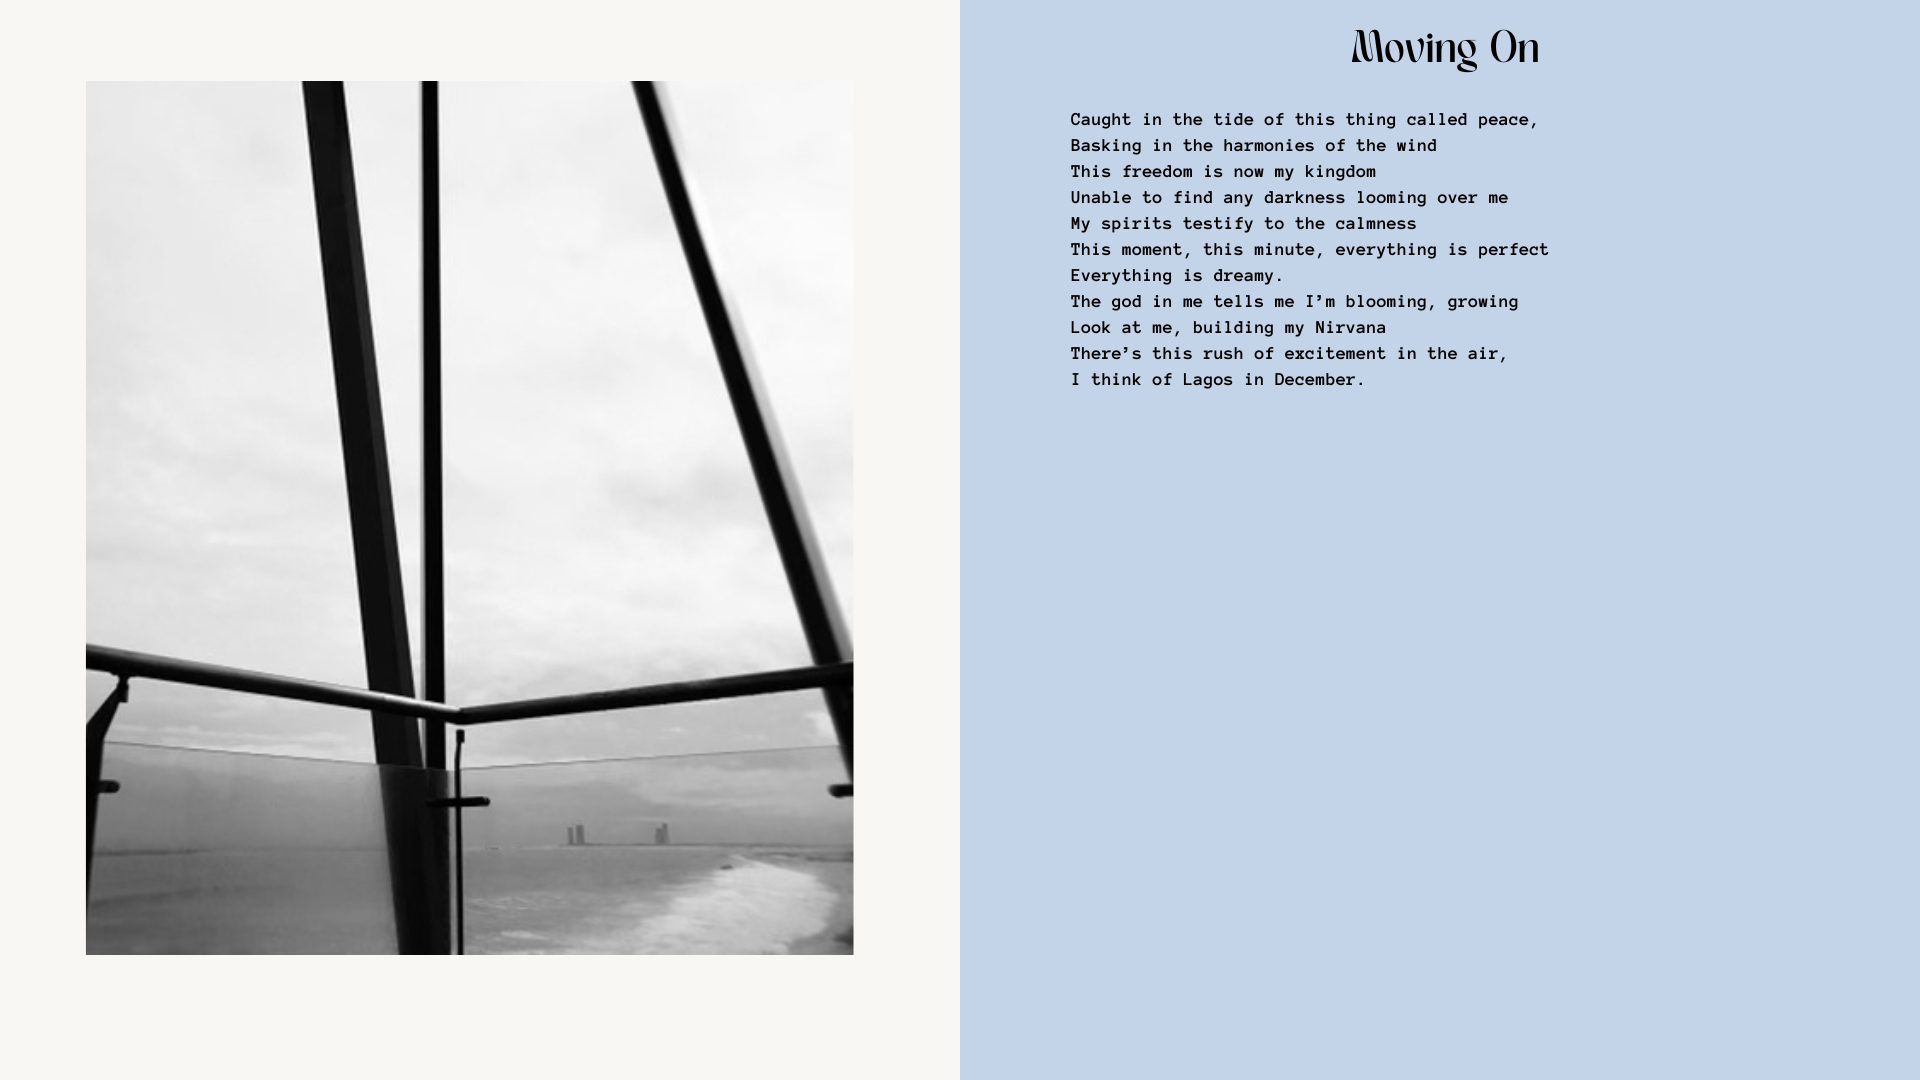 Moving On
Caught in the tide of this thing called peace,
Basking in the harmonies of the wind
This freedom is now my kingdom
Unable to find any darkness looming over me
My spirits testify to the calmness
This moment, this minute, everything is perfect
Everything is dreamy.
The god in me tells me I’m blooming, growing
Look at me, building my Nirvana
There’s this rush of excitement in the air,
I think of Lagos in December.